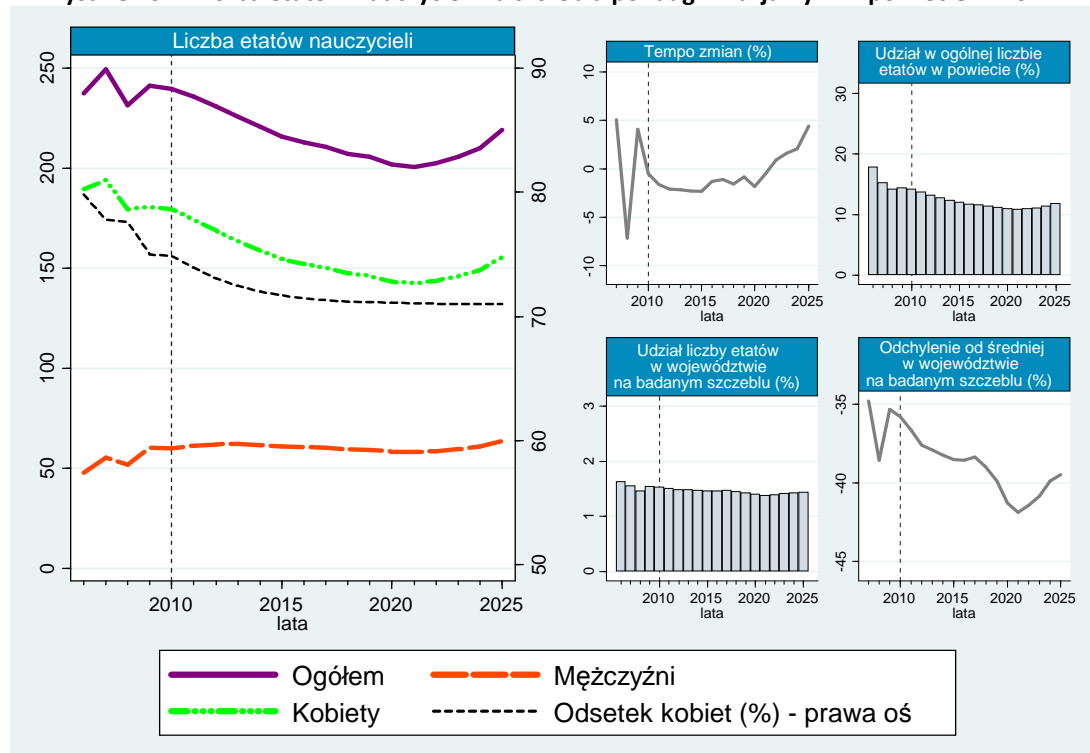 Liczba etatów nauczycieli
250
200
150
100
50
0
90
80
70
60
50
2010
2015
2020
2025
lata
Tempo zmian (%)
10
5
0
-5
-10
2010
2015
2020
2025
lata
Udział w ogólnej liczbie
etatów w powiecie (%)
30
20
10
0
2010
2015
2020
2025
lata
Udział liczby etatów
w województwie
na badanym szczeblu (%)
3
2
1
0
2010
2015
2020
2025
lata
Odchylenie od średniej
w województwie
na badanym szczeblu (%)
-35
-40
-45
2010
2015
2020
2025
lata
Ogółem
Mężczyźni
Kobiety
Odsetek kobiet (%) - prawa oś